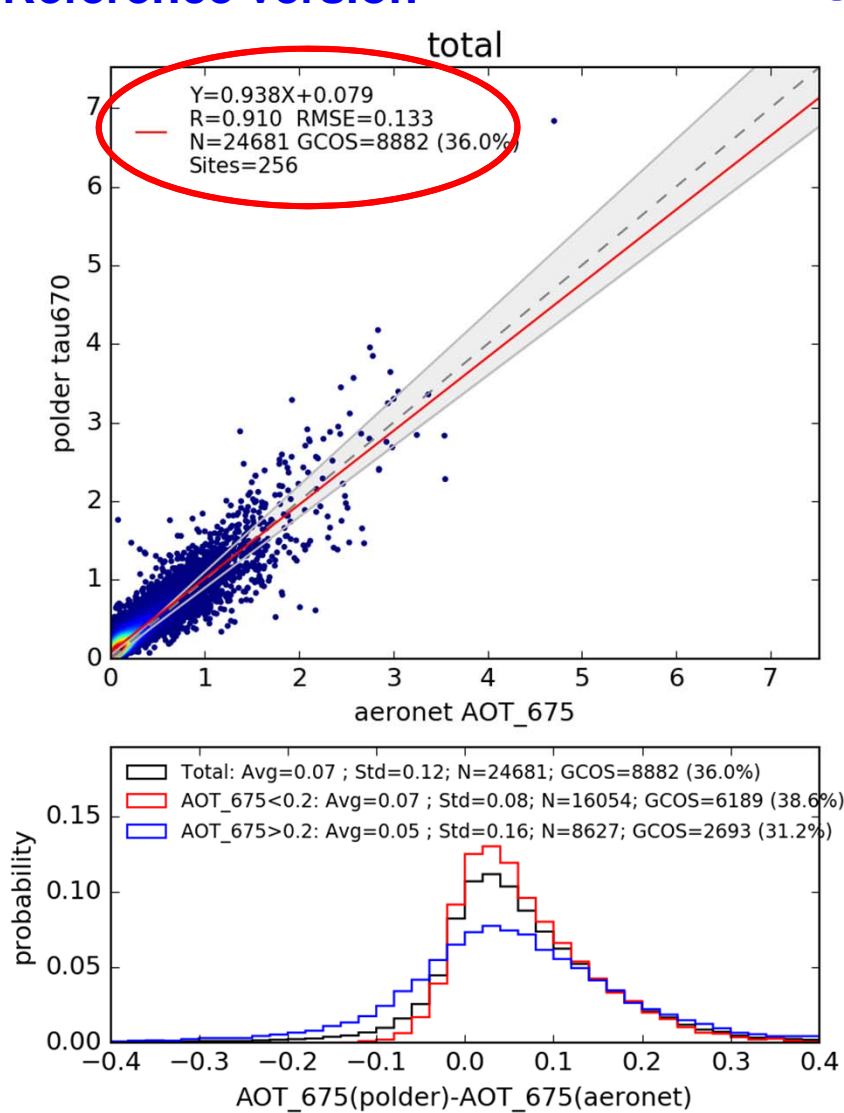 total
Y=0.938X+0.079
R=0.910 RMSE=0.133
N=24681 GCOS=8882 (36.0%)
Sites=256
7
6
5
4
3
2
1
0
polder tau670
0 1 2 3 4 5 6 7
aeronet AOT_675
Total: Avg=0.07 ; Std=0.12; N=24681; GCOS=8882 (36.0%)
AOT_675<0.2: Avg=0.07 ; Std=0.08; N=16054; GCOS=6189 (38.6%)
AOT_675>0.2: Avg=0.05 ; Std=0.16; N=8627; GCOS=2693 (31.2%)
0.15
0.10
0.05
0.00
probability
−0.4 −0.3 −0.2 −0.1 0.0 0.1 0.2 0.3 0.4
AOT_675(polder)-AOT_675(aeronet)